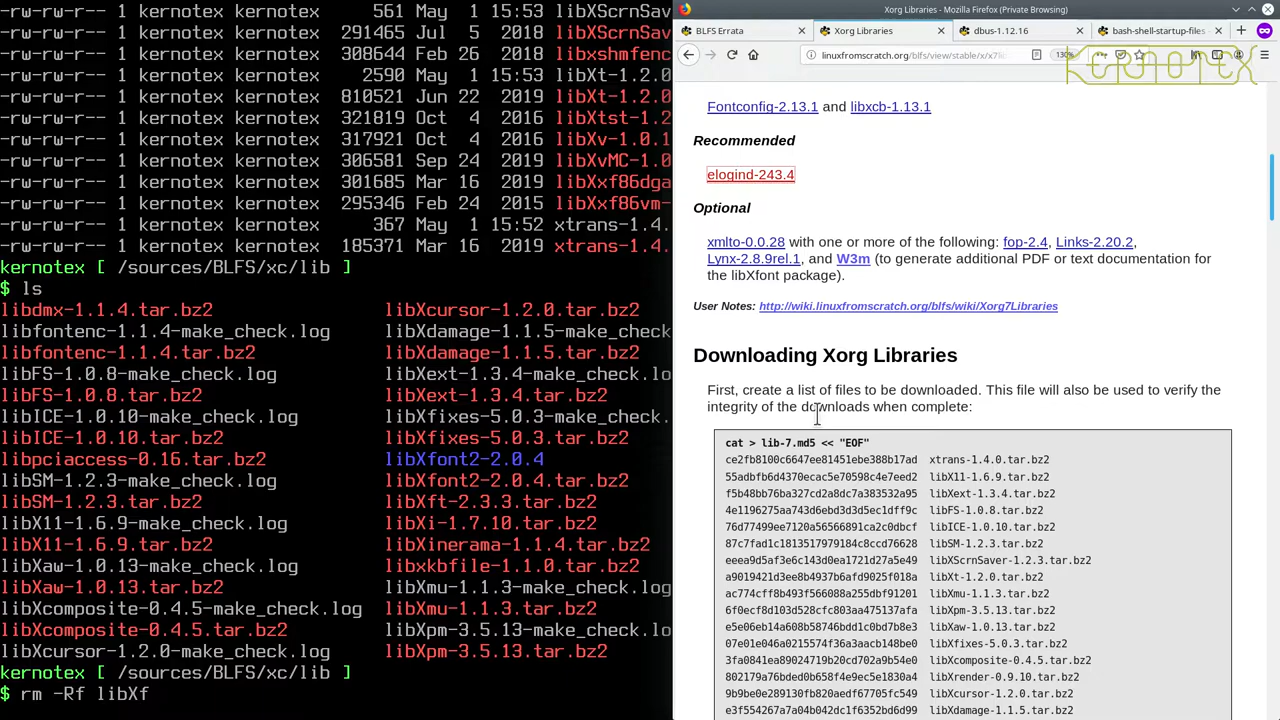 -rw-rw-r-- 1 kernotex kernotex    561 May  1 15:53 libXScrnSav
-rw-rw-r-- 1 kernotex kernotex 291465 Jul  5  2018 libXScrnSav
-rw-rw-r-- 1 kernotex kernotex 308644 Feb 26  2018 libxshmfenc
-rw-rw-r-- 1 kernotex kernotex   2590 May  1 15:53 libXt-1.2.0
-rw-rw-r-- 1 kernotex kernotex 810521 Jun 22  2019 libXt-1.2.0
-rw-rw-r-- 1 kernotex kernotex 321819 Oct  4  2016 libXtst-1.2
-rw-rw-r-- 1 kernotex kernotex 317921 Oct  4  2016 libXv-1.0.1
-rw-rw-r-- 1 kernotex kernotex 306581 Sep 24  2019 libXvMC-1.0
-rw-rw-r-- 1 kernotex kernotex 301685 Mar 16  2019 libXxf86dga
-rw-rw-r-- 1 kernotex kernotex 295346 Feb 24  2015 libXxf86vm-
-rw-rw-r-- 1 kernotex kernotex    367 May  1 15:52 xtrans-1.4.
-rw-rw-r-- 1 kernotex kernotex 185371 Mar 16  2019 xtrans-1.4.
kernotex [ /sources/BLFS/xc/lib ]
$ ls
libdmx-1.1.4.tar.bz2 libXcursor-1.2.0.tar.bz2
libfontenc-1.1.4-make_check.log libXdamage-1.1.5-make_check
libfontenc-1.1.4.tar.bz2 libXdamage-1.1.5.tar.bz2
libFS-1.0.8-make_check.log libXext-1.3.4-make_check.lo
libFS-1.0.8.tar.bz2 libXext-1.3.4.tar.bz2
libICE-1.0.10-make_check.log libXfixes-5.0.3-make_check.
libICE-1.0.10.tar.bz2 libXfixes-5.0.3.tar.bz2
libpciaccess-0.16.tar.bz2 libXfont2-2.0.4
libSM-1.2.3-make_check.log libXfont2-2.0.4.tar.bz2
libSM-1.2.3.tar.bz2 libXft-2.3.3.tar.bz2
libX11-1.6.9-make_check.log libXi-1.7.10.tar.bz2
libX11-1.6.9.tar.bz2 libXinerama-1.1.4.tar.bz2
libXaw-1.0.13-make_check.log libxkbfile-1.1.0.tar.bz2
libXaw-1.0.13.tar.bz2 libXmu-1.1.3-make_check.log
libXcomposite-0.4.5-make_check.log libXmu-1.1.3.tar.bz2
libXcomposite-0.4.5.tar.bz2 libXpm-3.5.13-make_check.lo
libXcursor-1.2.0-make_check.log libXpm-3.5.13.tar.bz2
kernotex [ /sources/BLFS/xc/lib ]
$ rm -Rf libXf
Xorg Libraries - Mozilla Firefox (Private Browsing)
BLFS Errata Xorg Libraries dbus-1.12.16 bash-shell-startup-files
linuxfromscratch.org/blfs/view/stable/x/x7li 130%
kernotex
Fontconfig-2.13.1 and libxcb-1.13.1
Recommended
elogind-243.4
Optional
xmlto-0.0.28 with one or more of the following: fop-2.4, Links-2.20.2,
Lynx-2.8.9rel.1, and W3m (to generate additional PDF or text documentation for
the libXfont package).
User Notes: http://wiki.linuxfromscratch.org/blfs/wiki/Xorg7Libraries
Downloading Xorg Libraries
First, create a list of files to be downloaded. This file will also be used to verify the
integrity of the downloads when complete:
cat > lib-7.md5 << "EOF"
ce2fb8100c6647ee81451ebe388b17ad  xtrans-1.4.0.tar.bz2
55adbfb6d4370ecac5e70598c4e7eed2  libX11-1.6.9.tar.bz2
f5b48bb76ba327cd2a8dc7a383532a95  libXext-1.3.4.tar.bz2
4e1196275aa743d6ebd3d3d5ec1dff9c  libFS-1.0.8.tar.bz2
76d77499ee7120a56566891ca2c0dbcf  libICE-1.0.10.tar.bz2
87c7fad1c1813517979184c8ccd76628  libSM-1.2.3.tar.bz2
eeea9d5af3e6c143d0ea1721d27a5e49  libXScrnSaver-1.2.3.tar.bz2
a9019421d3ee8b4937b6afd9025f018a  libXt-1.2.0.tar.bz2
ac774cff8b493f566088a255dbf91201  libXmu-1.1.3.tar.bz2
6f0ecf8d103d528cfc803aa475137afa  libXpm-3.5.13.tar.bz2
e5e06eb14a608b58746bdd1c0bd7b8e3  libXaw-1.0.13.tar.bz2
07e01e046a0215574f36a3aacb148be0  libXfixes-5.0.3.tar.bz2
3fa0841ea89024719b20cd702a9b54e0  libXcomposite-0.4.5.tar.bz2
802179a76bded0b658f4e9ec5e1830a4  libXrender-0.9.10.tar.bz2
9b9be0e289130fb820aedf67705fc549  libXcursor-1.2.0.tar.bz2
e3f554267a7a04b042dc1f6352bd6d99  libXdamage-1.1.5.tar.bz2